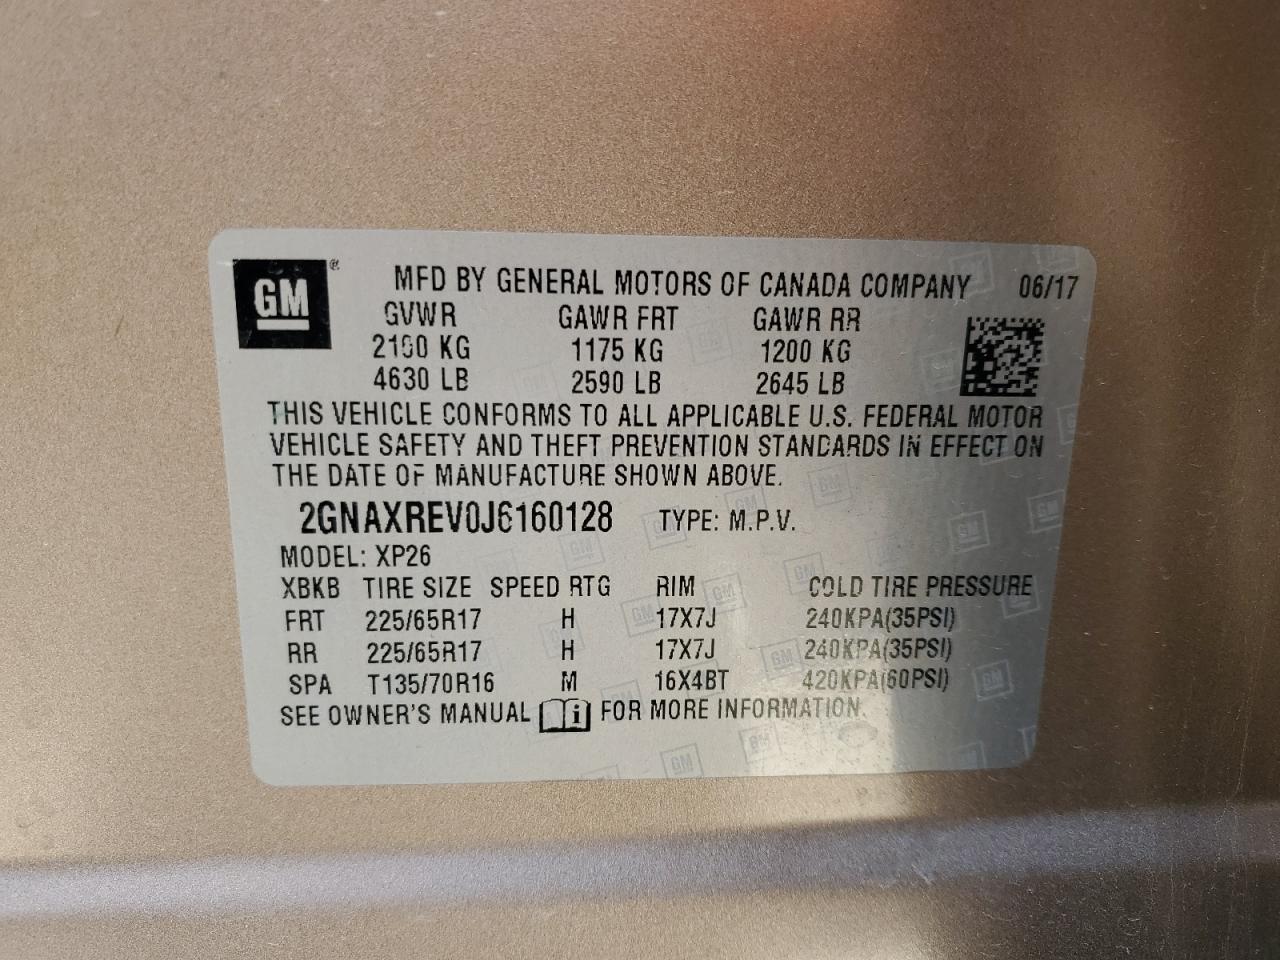 GM® MFD BY GENERAL MOTORS OF CANADA COMPANY 06/17
GVWR GAWR FRT GAWR RR
2100 KG 1175 KG 1200 KG
4630 LB 2590 LB 2645 LB
THIS VEHICLE CONFORMS TO ALL APPLICABLE U.S. FEDERAL MOTOR
VEHICLE SAFETY AND THEFT PREVENTION STANDARDS IN EFFECT ON
THE DATE OF MANUFACTURE SHOWN ABOVE.
2GNAXREV0J6160128 TYPE: M.P.V.
MODEL: XP26
XBKB TIRE SIZE SPEED RTG RIM COLD TIRE PRESSURE
FRT 225/65R17 H 17X7J 240KPA(35PSI)
RR 225/65R17 H 17X7J 240KPA(35PSI)
SPA T135/70R16 M 16X4BT 420KPA(60PSI)
SEE OWNER'S MANUAL i FOR MORE INFORMATION.